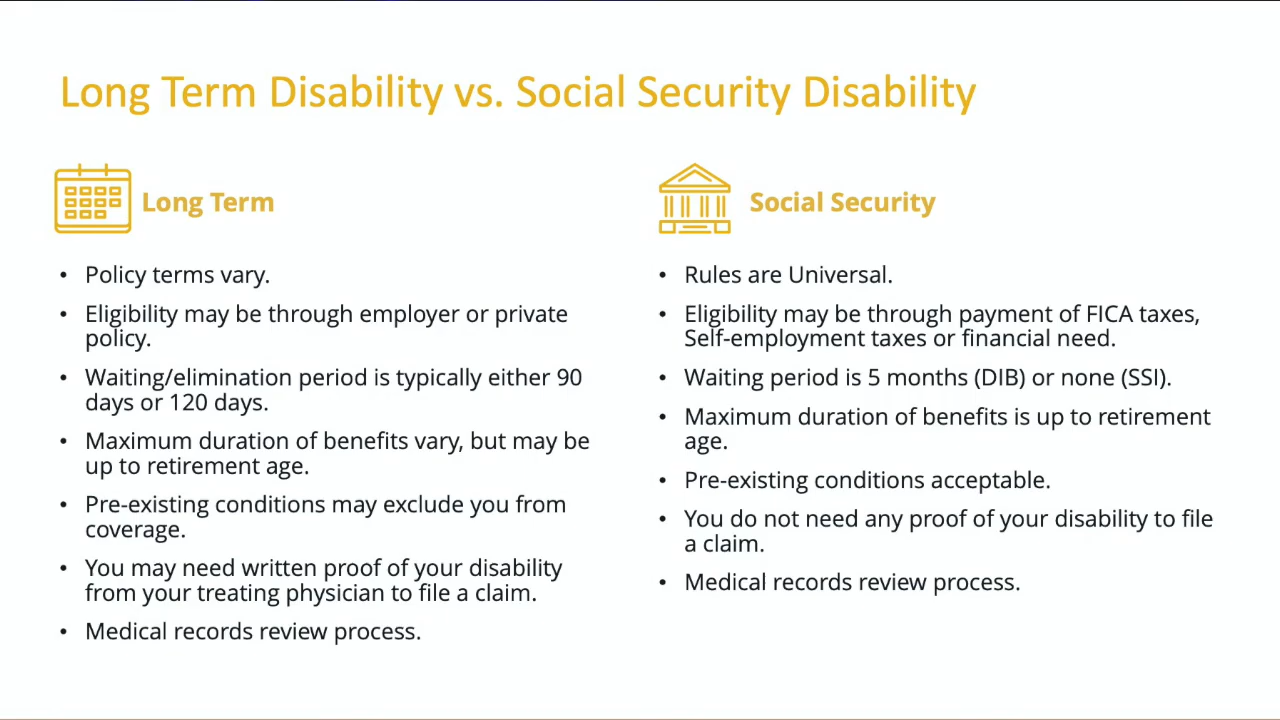 Long Term Disability vs. Social Security Disability
Long Term
• Policy terms vary.
• Eligibility may be through employer or private
policy.
• Waiting/elimination period is typically either 90
days or 120 days.
• Maximum duration of benefits vary, but may be
up to retirement age.
• Pre-existing conditions may exclude you from
coverage.
• You may need written proof of your disability
from your treating physician to file a claim.
• Medical records review process.
Social Security
• Rules are Universal.
• Eligibility may be through payment of FICA taxes,
Self-employment taxes or financial need.
• Waiting period is 5 months (DIB) or none (SSI).
• Maximum duration of benefits is up to retirement
age.
• Pre-existing conditions acceptable.
• You do not need any proof of your disability to file
a claim.
• Medical records review process.